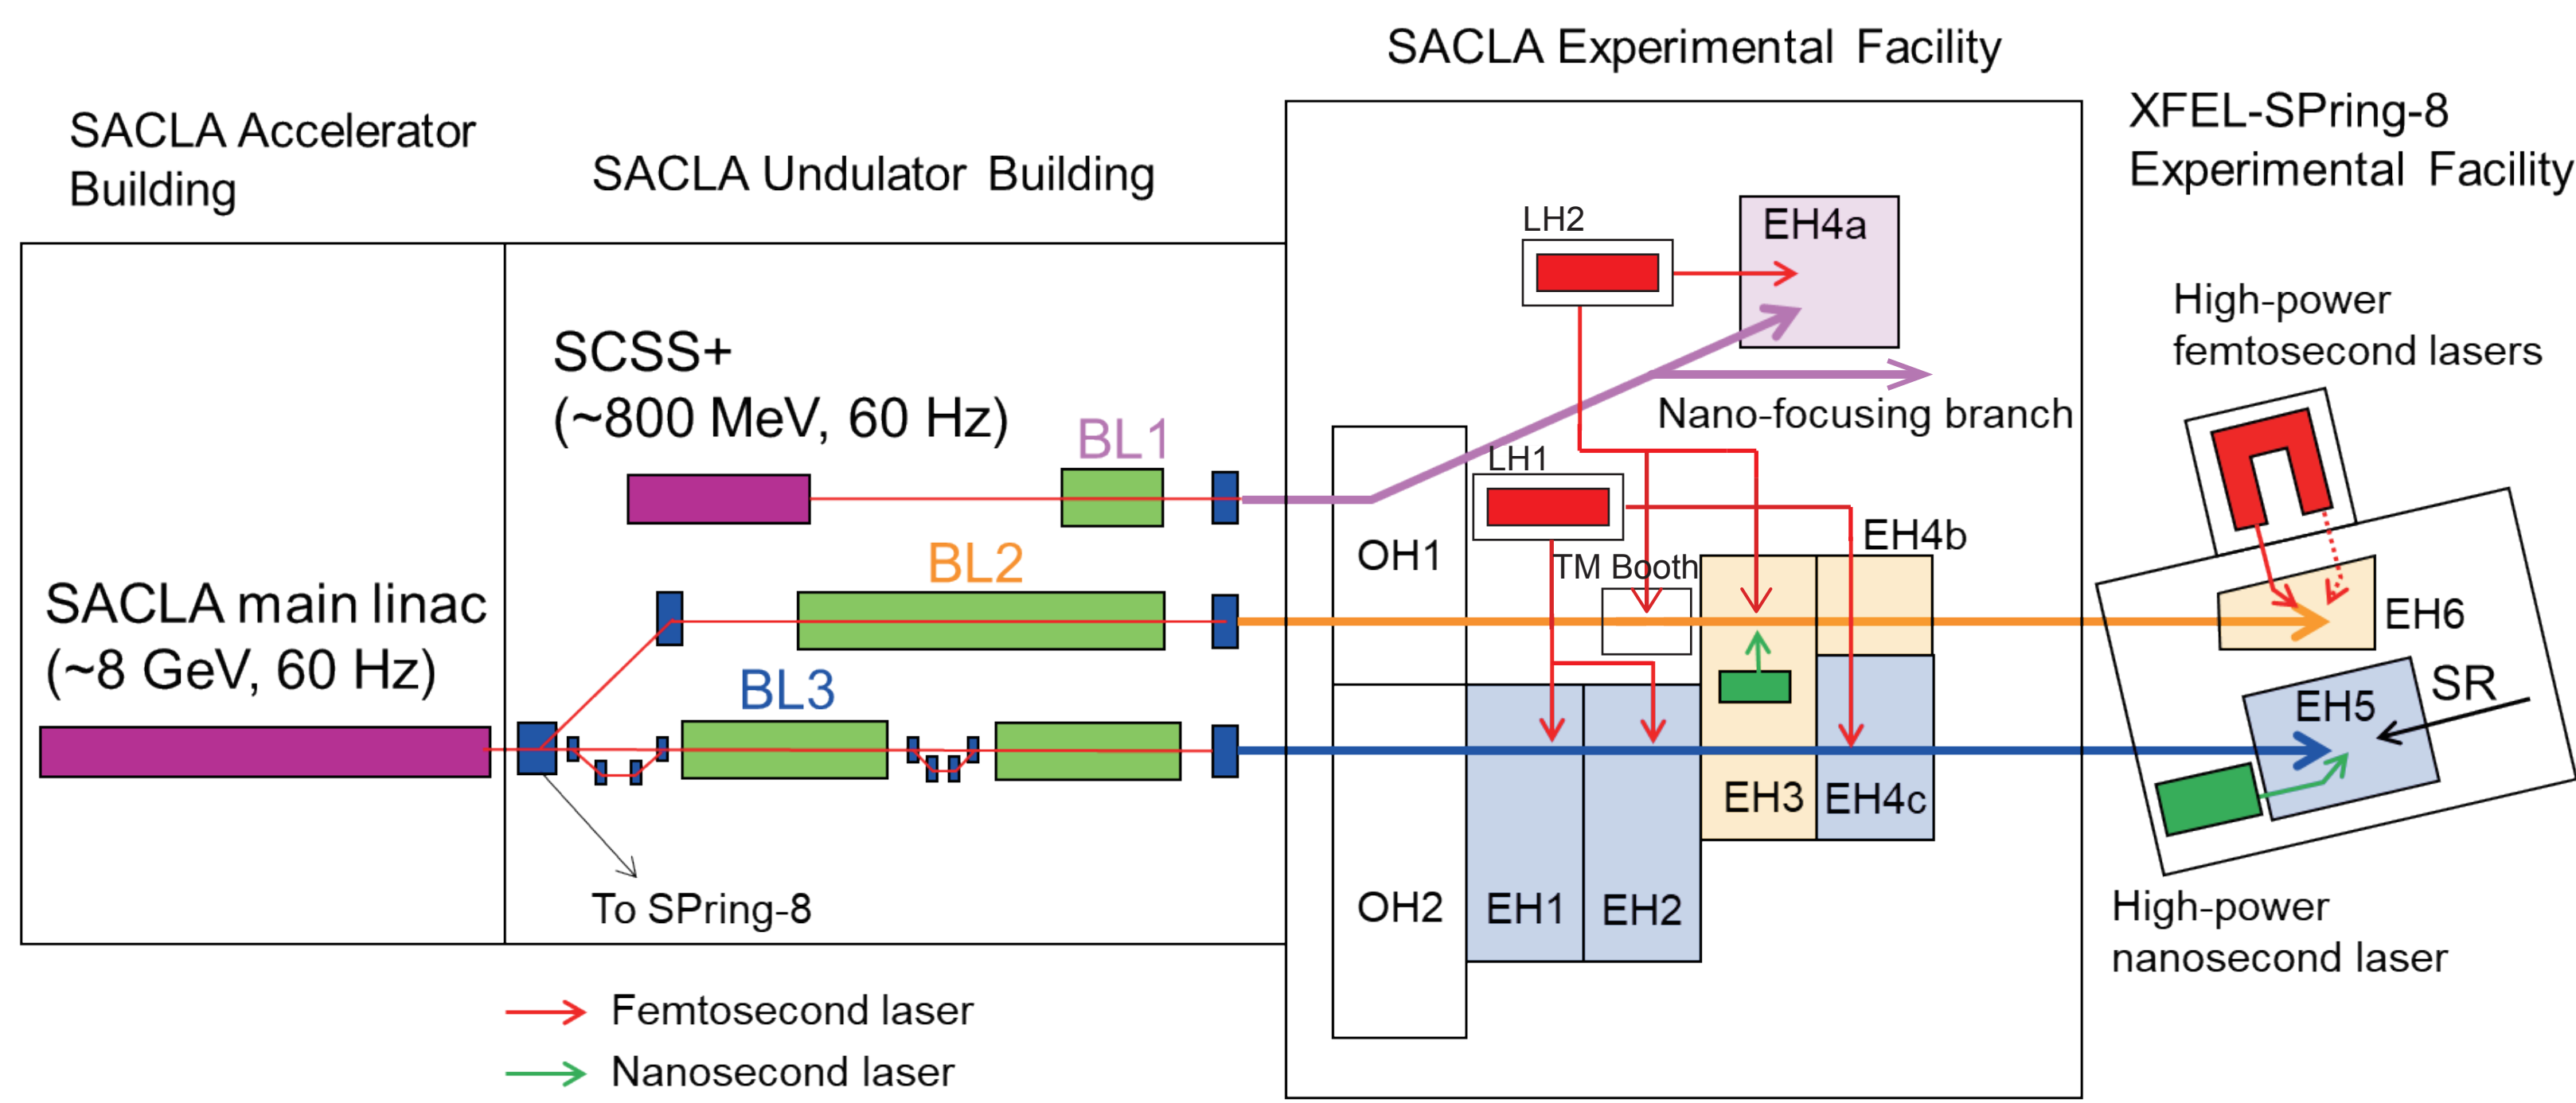 SACLA Experimental Facility
SACLA Accelerator
Building
SACLA Undulator Building
XFEL-SPring-8
Experimental Facility
LH2
EH4a
High-power
femtosecond lasers
SCSS+
(~800 MeV, 60 Hz)
BL1
Nano-focusing branch
LH1
OH1
TM Booth
EH4b
BL2
SACLA main linac
(~8 GeV, 60 Hz)
EH6
BL3
SR
EH5
EH3
EH4c
To SPring-8
OH2
EH1
EH2
High-power
nanosecond laser
Femtosecond laser
Nanosecond laser